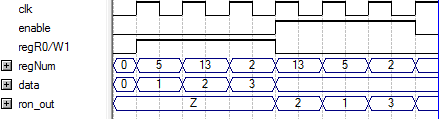 clk
enable
regR0/W1
regNum 0 5 13 2 13 5 2
data 0 1 2 3
ron_out Z 2 1 3